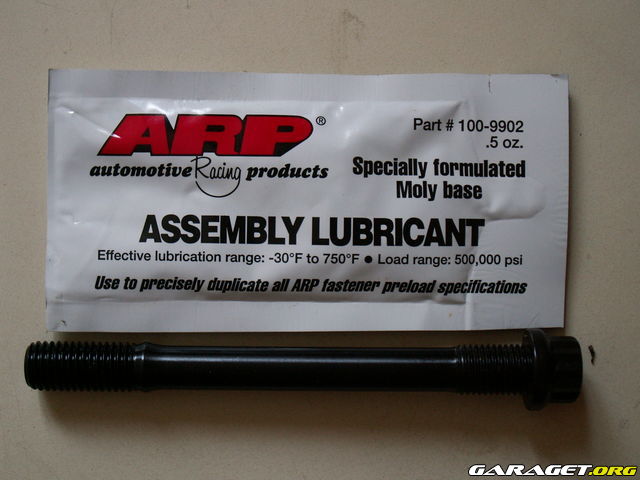 ARP®
automotive Racing products
Part # 100-9902
.5 oz.
Specially formulated
Moly base
ASSEMBLY LUBRICANT
Effective lubrication range: -30°F to 750°F ● Load range: 500,000 psi
Use to precisely duplicate all ARP fastener preload specifications
GARAGET.ORG